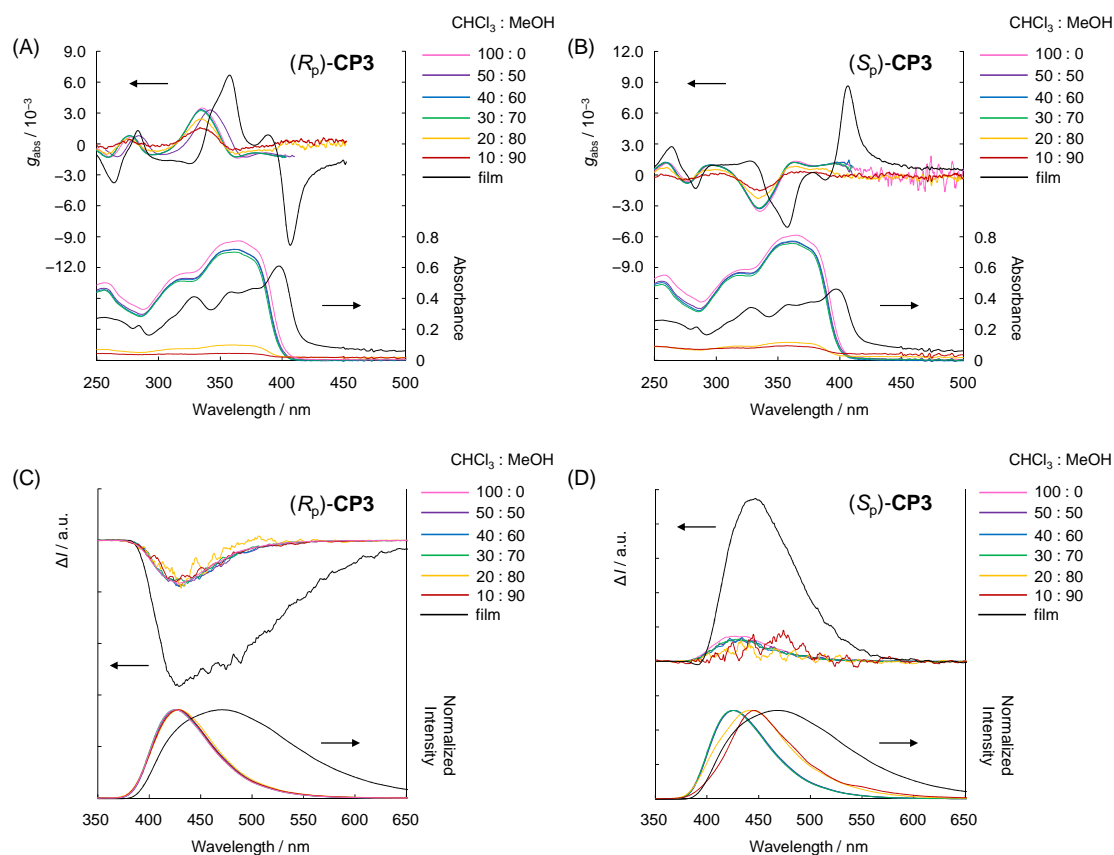 (A)
(Rp)-CP3
CHCl3 : MeOH
100 : 0
50 : 50
40 : 60
30 : 70
20 : 80
10 : 90
film
gabs / 10−3
9.0
6.0
3.0
0
−3.0
−6.0
−9.0
−12.0
0.8
0.6
0.4
0.2
0
Absorbance
250 300 350 400 450 500
Wavelength / nm
(B)
(Sp)-CP3
CHCl3 : MeOH
100 : 0
50 : 50
40 : 60
30 : 70
20 : 80
10 : 90
film
gabs / 10−3
12.0
9.0
6.0
3.0
0
−3.0
−6.0
−9.0
0.8
0.6
0.4
0.2
0
Absorbance
250 300 350 400 450 500
Wavelength / nm
(C)
(Rp)-CP3
CHCl3 : MeOH
100 : 0
50 : 50
40 : 60
30 : 70
20 : 80
10 : 90
film
ΔI / a.u.
Normalized
Intensity
350 400 450 500 550 600 650
Wavelength / nm
(D)
(Sp)-CP3
CHCl3 : MeOH
100 : 0
50 : 50
40 : 60
30 : 70
20 : 80
10 : 90
film
ΔI / a.u.
Normalized
Intensity
350 400 450 500 550 600 650
Wavelength / nm